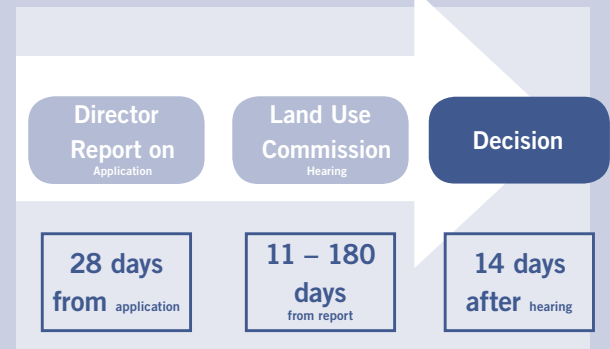 Director
Report on
Application
Land Use
Commission
Hearing
Decision
28 days
from application
11 – 180
days
from report
14 days
after hearing